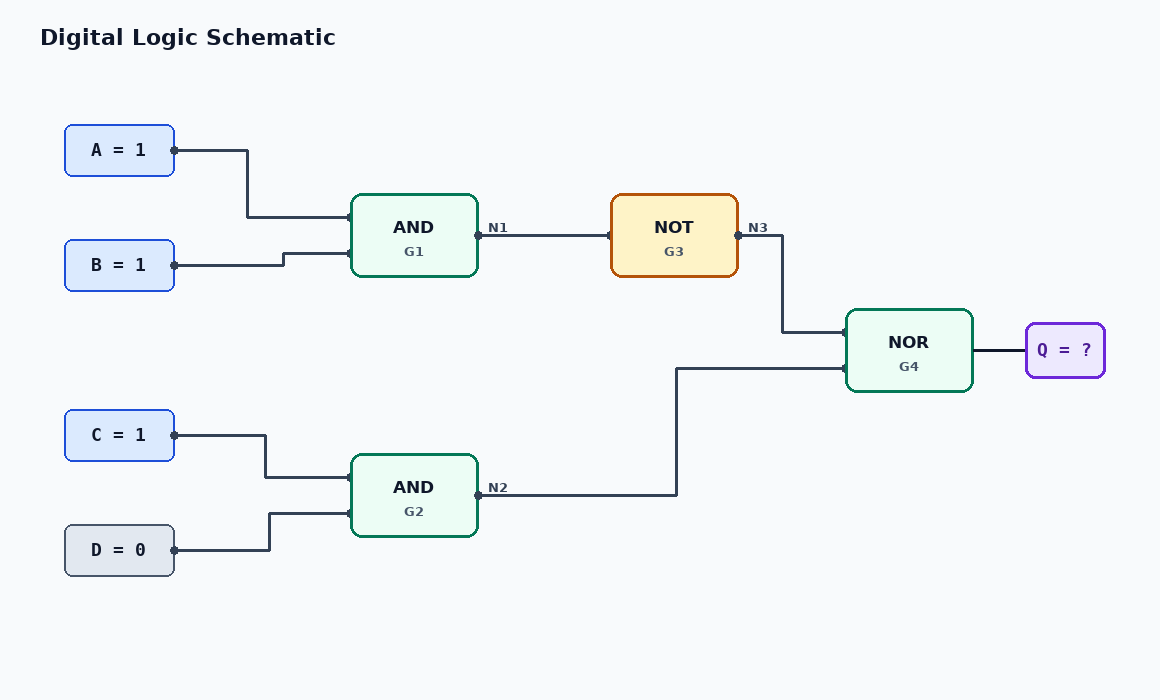 Digital Logic Schematic
A = 1
B = 1
AND
G1
N1
NOT
G3
N3
NOR
G4
Q = ?
C = 1
D = 0
AND
G2
N2